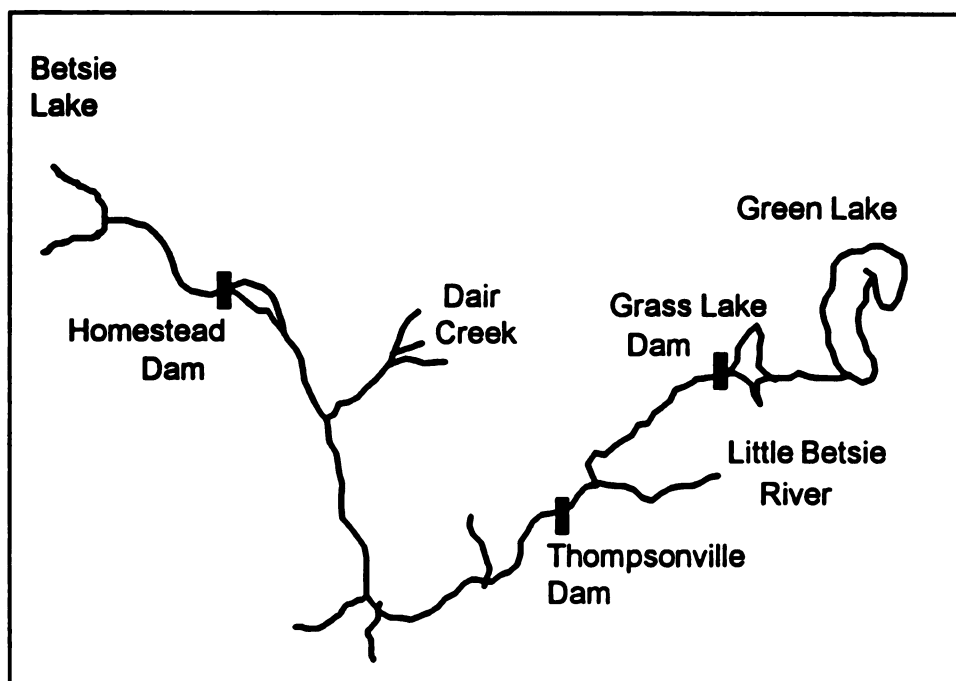 Betsie
Lake
Green Lake
Dair
Creek
Grass Lake
Dam
Homestead
Dam
Little Betsie
River
Thompsonville
Dam